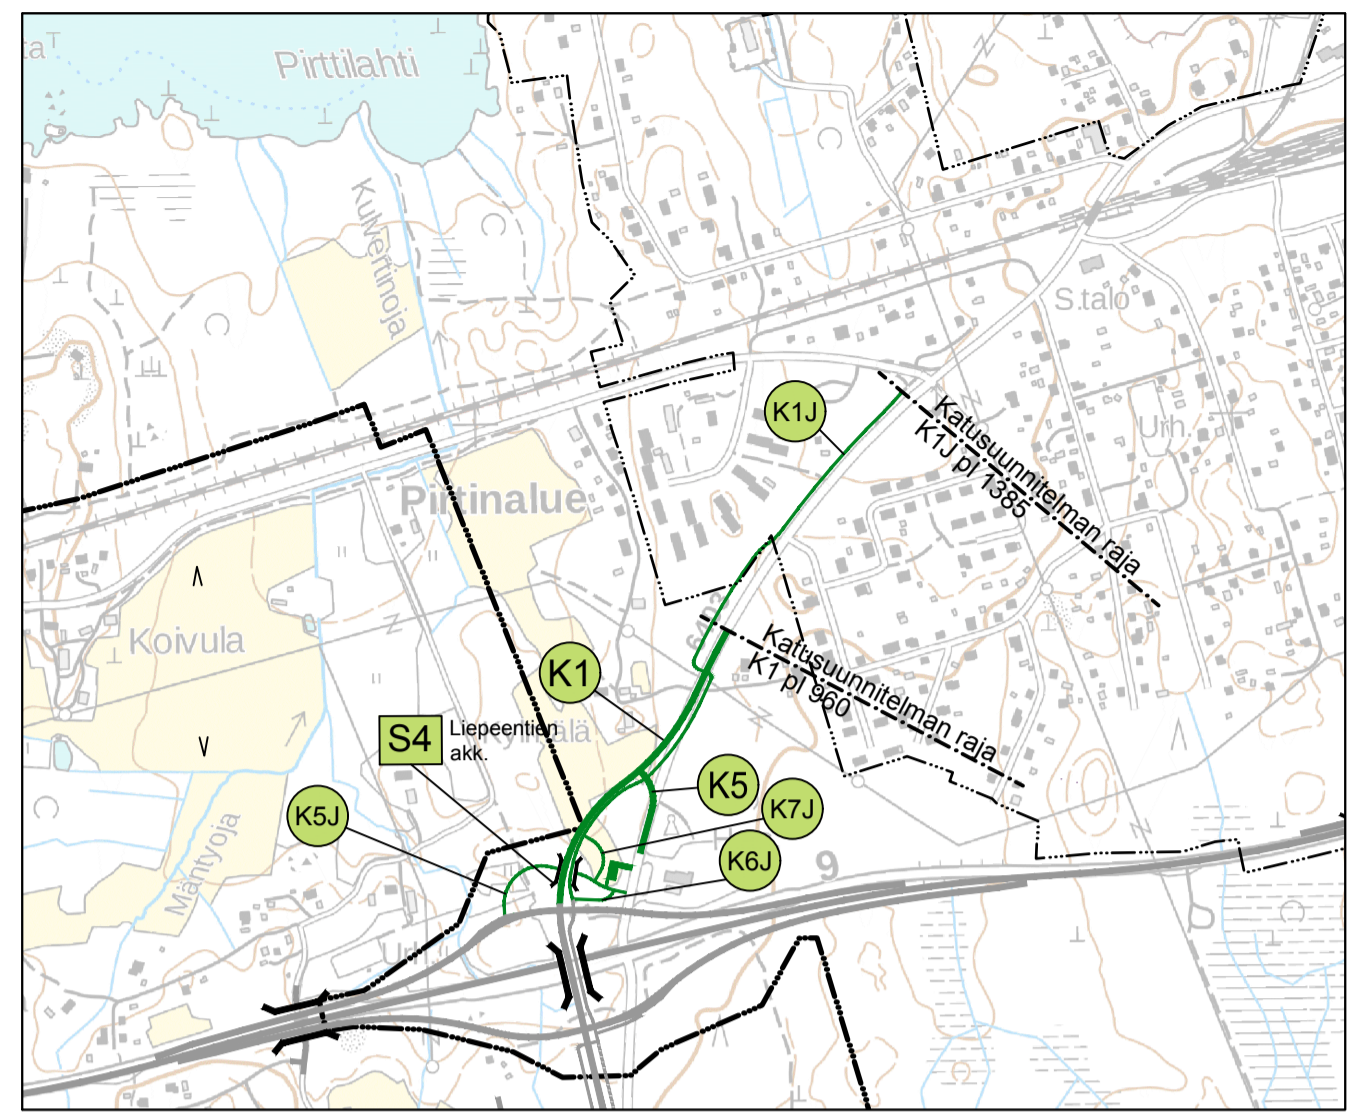 Pirttilahti
Kulvertinoja
S.talo
K1J
Katusuunnitelman raja
K1J pl 1385
Urh.
Pirtinalue
Koivula
K1
Katusuunnitelman raja
K1 pl 960
S4
Liepeentien
akk.
K5
K5J
K7J
K6J
9
Mäntyoja